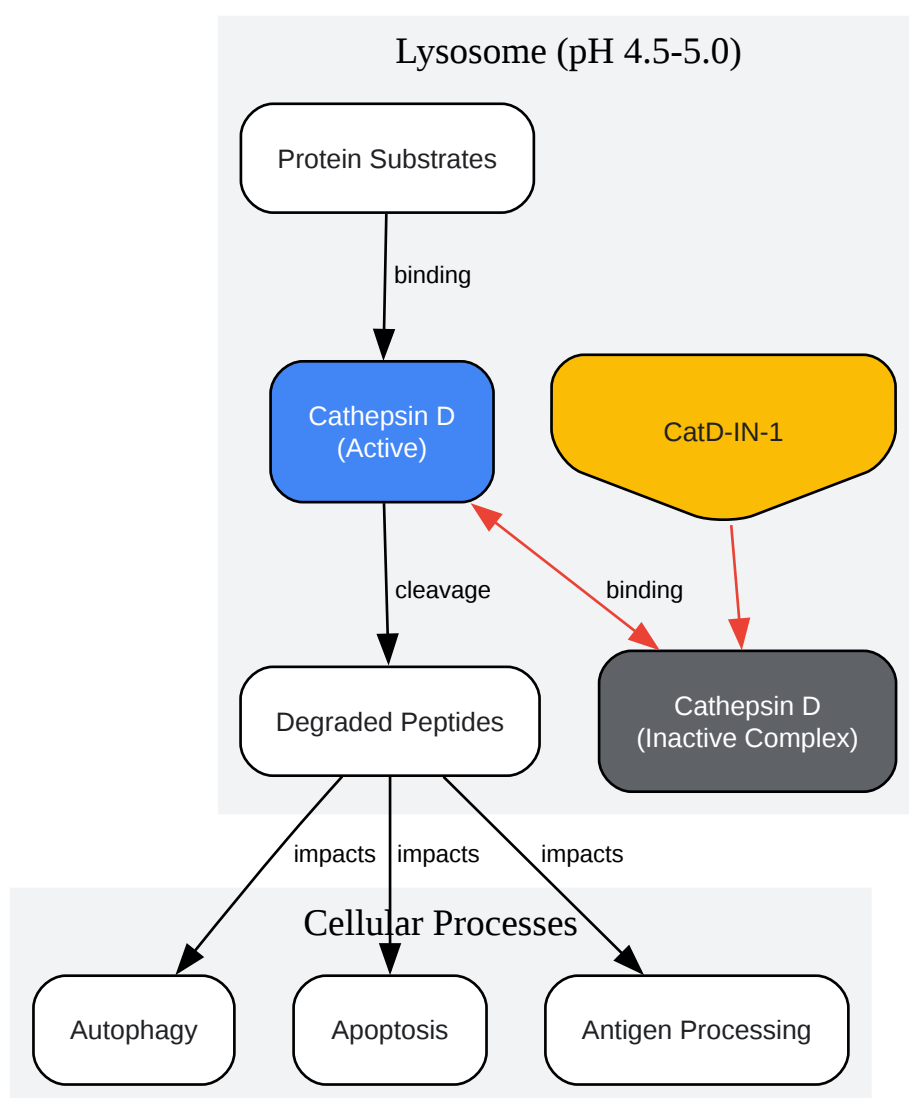 Lysosome (pH 4.5-5.0)
Protein Substrates
binding
Cathepsin D
(Active)
CatD-IN-1
cleavage
binding
Degraded Peptides
Cathepsin D
(Inactive Complex)
impacts
impacts
impacts
Cellular Processes
Autophagy
Apoptosis
Antigen Processing